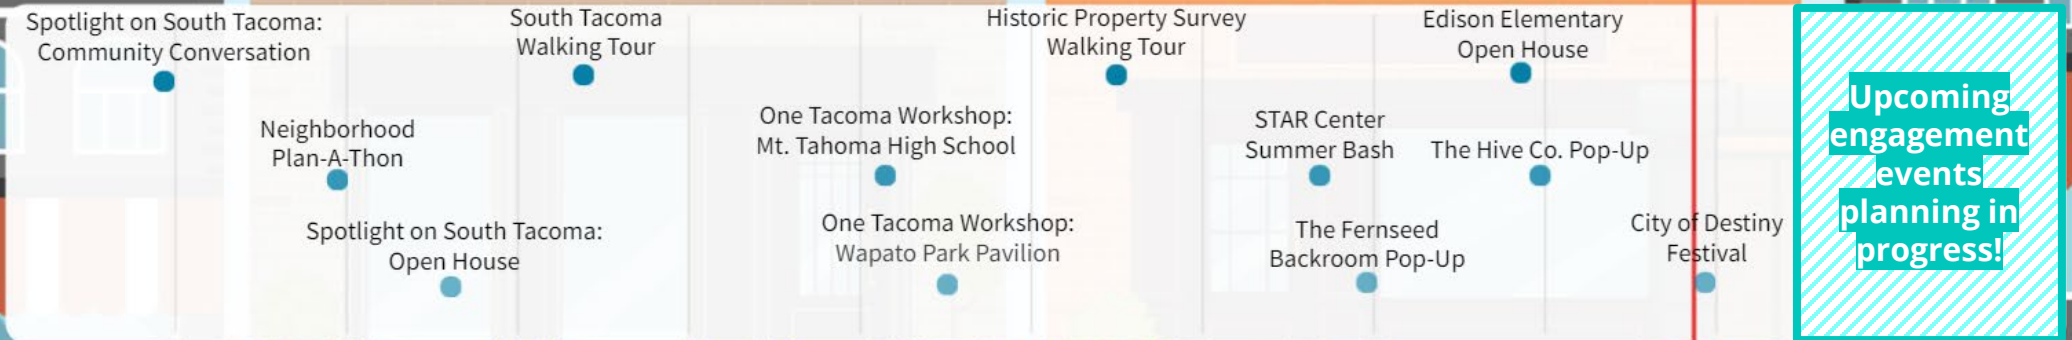 Spotlight on South Tacoma:
Community Conversation
South Tacoma
Walking Tour
Historic Property Survey
Walking Tour
Edison Elementary
Open House
Neighborhood
Plan-A-Thon
One Tacoma Workshop:
Mt. Tahoma High School
STAR Center
Summer Bash
The Hive Co. Pop-Up
Spotlight on South Tacoma:
Open House
One Tacoma Workshop:
Wapato Park Pavilion
The Fernseed
Backroom Pop-Up
City of Destiny
Festival
Upcoming
engagement
events
planning in
progress!